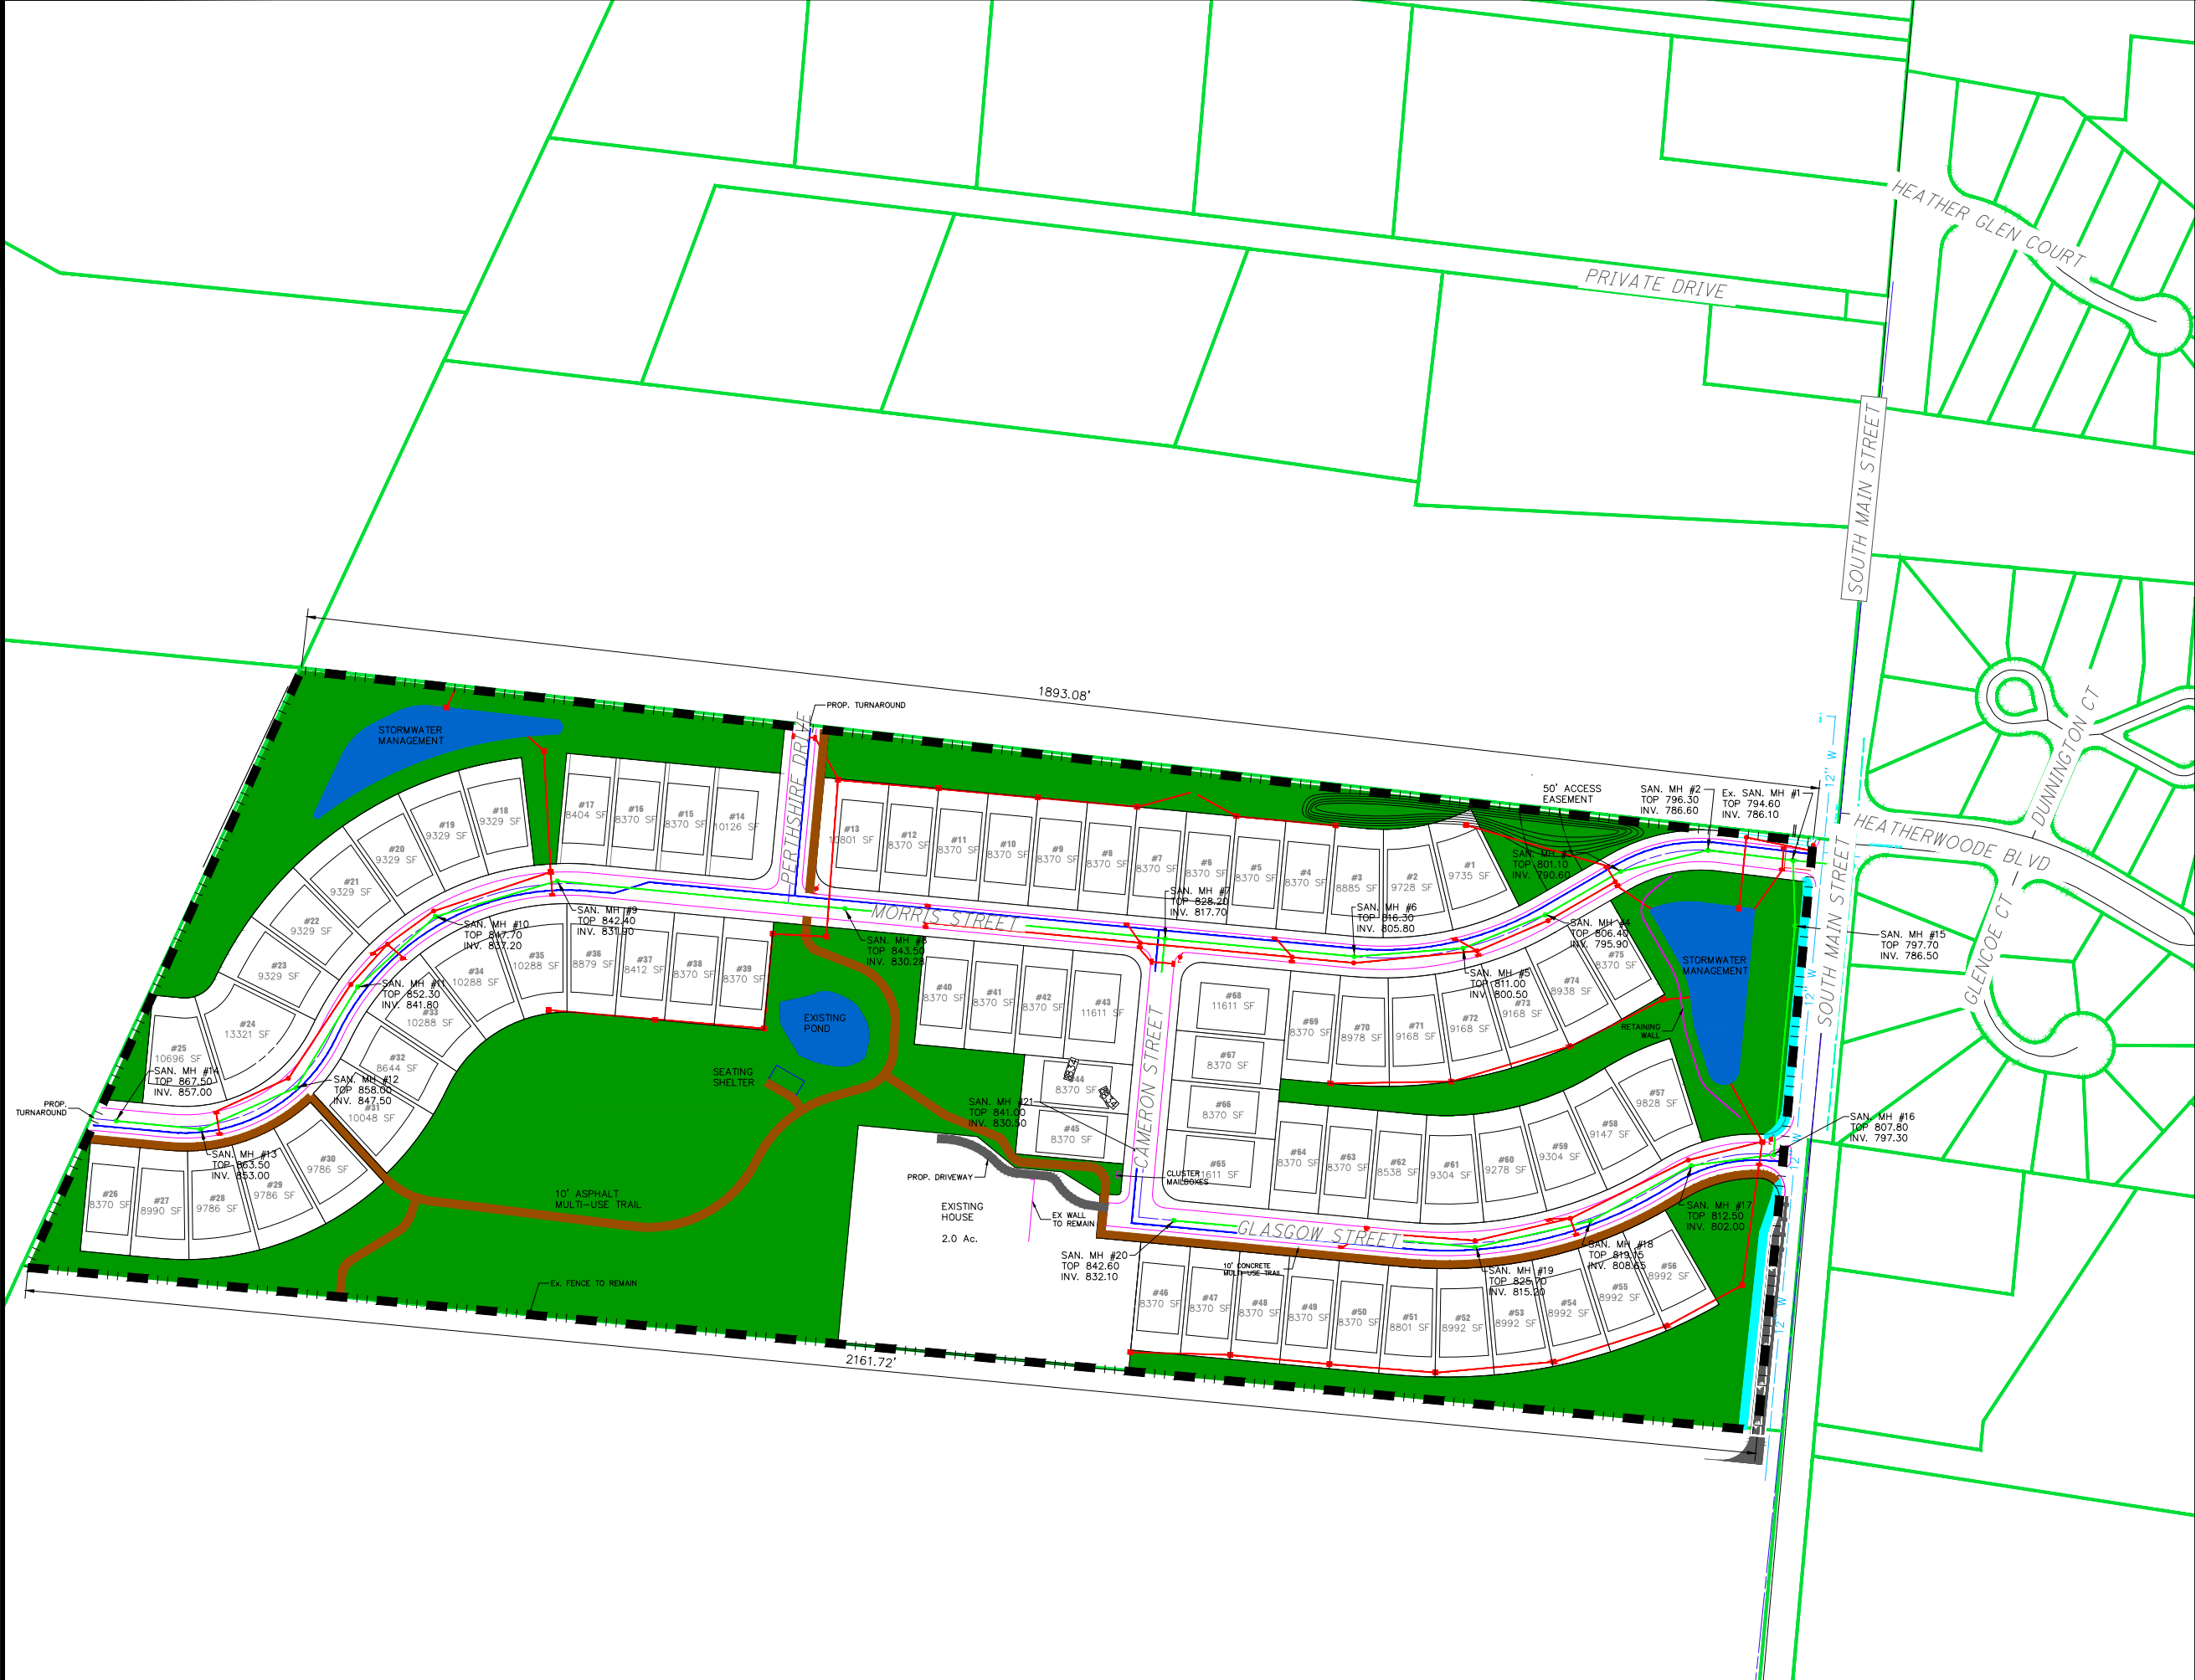 HEATHER GLEN COURT
PRIVATE DRIVE
SOUTH MAIN STREET
DUNNINGTON CT
HEATHERWOODE BLVD
GLENCOE CT
SOUTH MAIN STREET
12" W
12" W
12" W
12" W
1893.08'
PROP. TURNAROUND
PERTHSHIRE DRIVE
STORMWATER
MANAGEMENT
50' ACCESS
EASEMENT
SAN. MH #2
TOP 796.30
INV. 786.60
Ex. SAN. MH #1
TOP 794.60
INV. 786.10
#17
8404 SF
#16
8370 SF
#15
8370 SF
#14
10126 SF
#18
9329 SF
#19
9329 SF
#20
9329 SF
#21
9329 SF
#22
9329 SF
#23
9329 SF
#24
13321 SF
#25
10696 SF
#13
10801 SF
#12
8370 SF
#11
8370 SF
#10
8370 SF
#9
8370 SF
#8
8370 SF
#7
8370 SF
#6
8370 SF
#5
8370 SF
#4
8370 SF
#3
8885 SF
#2
9728 SF
#1
9735 SF
SAN. MH #3
TOP 801.10
INV. 790.60
SAN. MH #4
TOP 806.40
INV. 795.90
SAN. MH #5
TOP 811.00
INV. 800.50
SAN. MH #6
TOP 816.30
INV. 805.80
SAN. MH #7
TOP 828.20
INV. 817.70
SAN. MH #8
TOP 843.50
INV. 830.28
SAN. MH #9
TOP 842.40
INV. 831.90
SAN. MH #10
TOP 847.70
INV. 837.20
SAN. MH #11
TOP 852.30
INV. 841.80
SAN. MH #12
TOP 858.00
INV. 847.50
SAN. MH #13
TOP 863.50
INV. 853.00
SAN. MH #14
TOP 867.50
INV. 857.00
PROP.
TURNAROUND
MORRIS STREET
#26
8370 SF
#27
8990 SF
#28
9786 SF
#29
9786 SF
#30
9786 SF
#31
10048 SF
#32
8644 SF
#33
10288 SF
#34
10288 SF
#35
10288 SF
#36
8879 SF
#37
8412 SF
#38
8370 SF
#39
8370 SF
EXISTING
POND
SEATING
SHELTER
10' ASPHALT
MULTI-USE TRAIL
Ex. FENCE TO REMAIN
#40
8370 SF
#41
8370 SF
#42
8370 SF
#43
11611 SF
#44
8370 SF
#45
8370 SF
SAN. MH #21
TOP 841.00
INV. 830.50
CAMERON STREET
PROP. DRIVEWAY
EXISTING
HOUSE
2.0 Ac.
EX WALL
TO REMAIN
CLUSTER
MAILBOXES
#68
11611 SF
#67
8370 SF
#66
8370 SF
#65
11611 SF
#69
8370 SF
#70
8978 SF
#71
9168 SF
#72
9168 SF
#73
9168 SF
#74
8938 SF
#75
8370 SF
RETAINING
WALL
STORMWATER
MANAGEMENT
SAN. MH #15
TOP 797.70
INV. 786.50
#64
8370 SF
#63
8370 SF
#62
8538 SF
#61
9304 SF
#60
9278 SF
#59
9304 SF
#58
9147 SF
#57
9828 SF
SAN. MH #16
TOP 807.80
INV. 797.30
SAN. MH #17
TOP 812.50
INV. 802.00
SAN. MH #18
TOP 819.15
INV. 808.65
SAN. MH #19
TOP 825.70
INV. 815.20
SAN. MH #20
TOP 842.60
INV. 832.10
GLASGOW STREET
10' CONCRETE
MULTI-USE TRAIL
#46
8370 SF
#47
8370 SF
#48
8370 SF
#49
8370 SF
#50
8370 SF
#51
8801 SF
#52
8992 SF
#53
8992 SF
#54
8992 SF
#55
8992 SF
#56
8992 SF
2161.72'